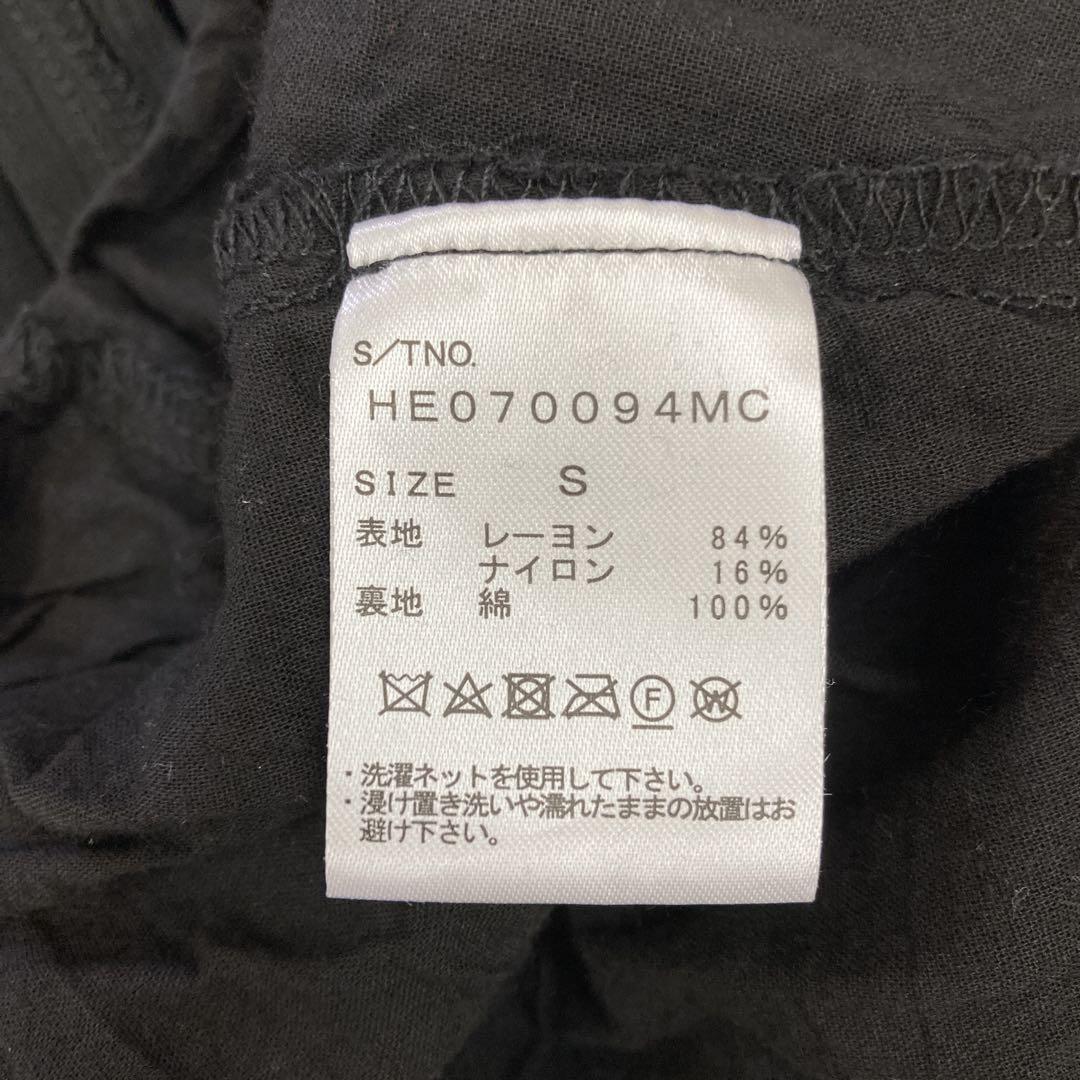 S/TNO.
HE070094MC
SIZE S
表地 レーヨン 84%
ナイロン 16%
裏地 綿 100%
F W
・洗濯ネットを使用して下さい。
・浸け置き洗いや濡れたままの放置はお
避け下さい。